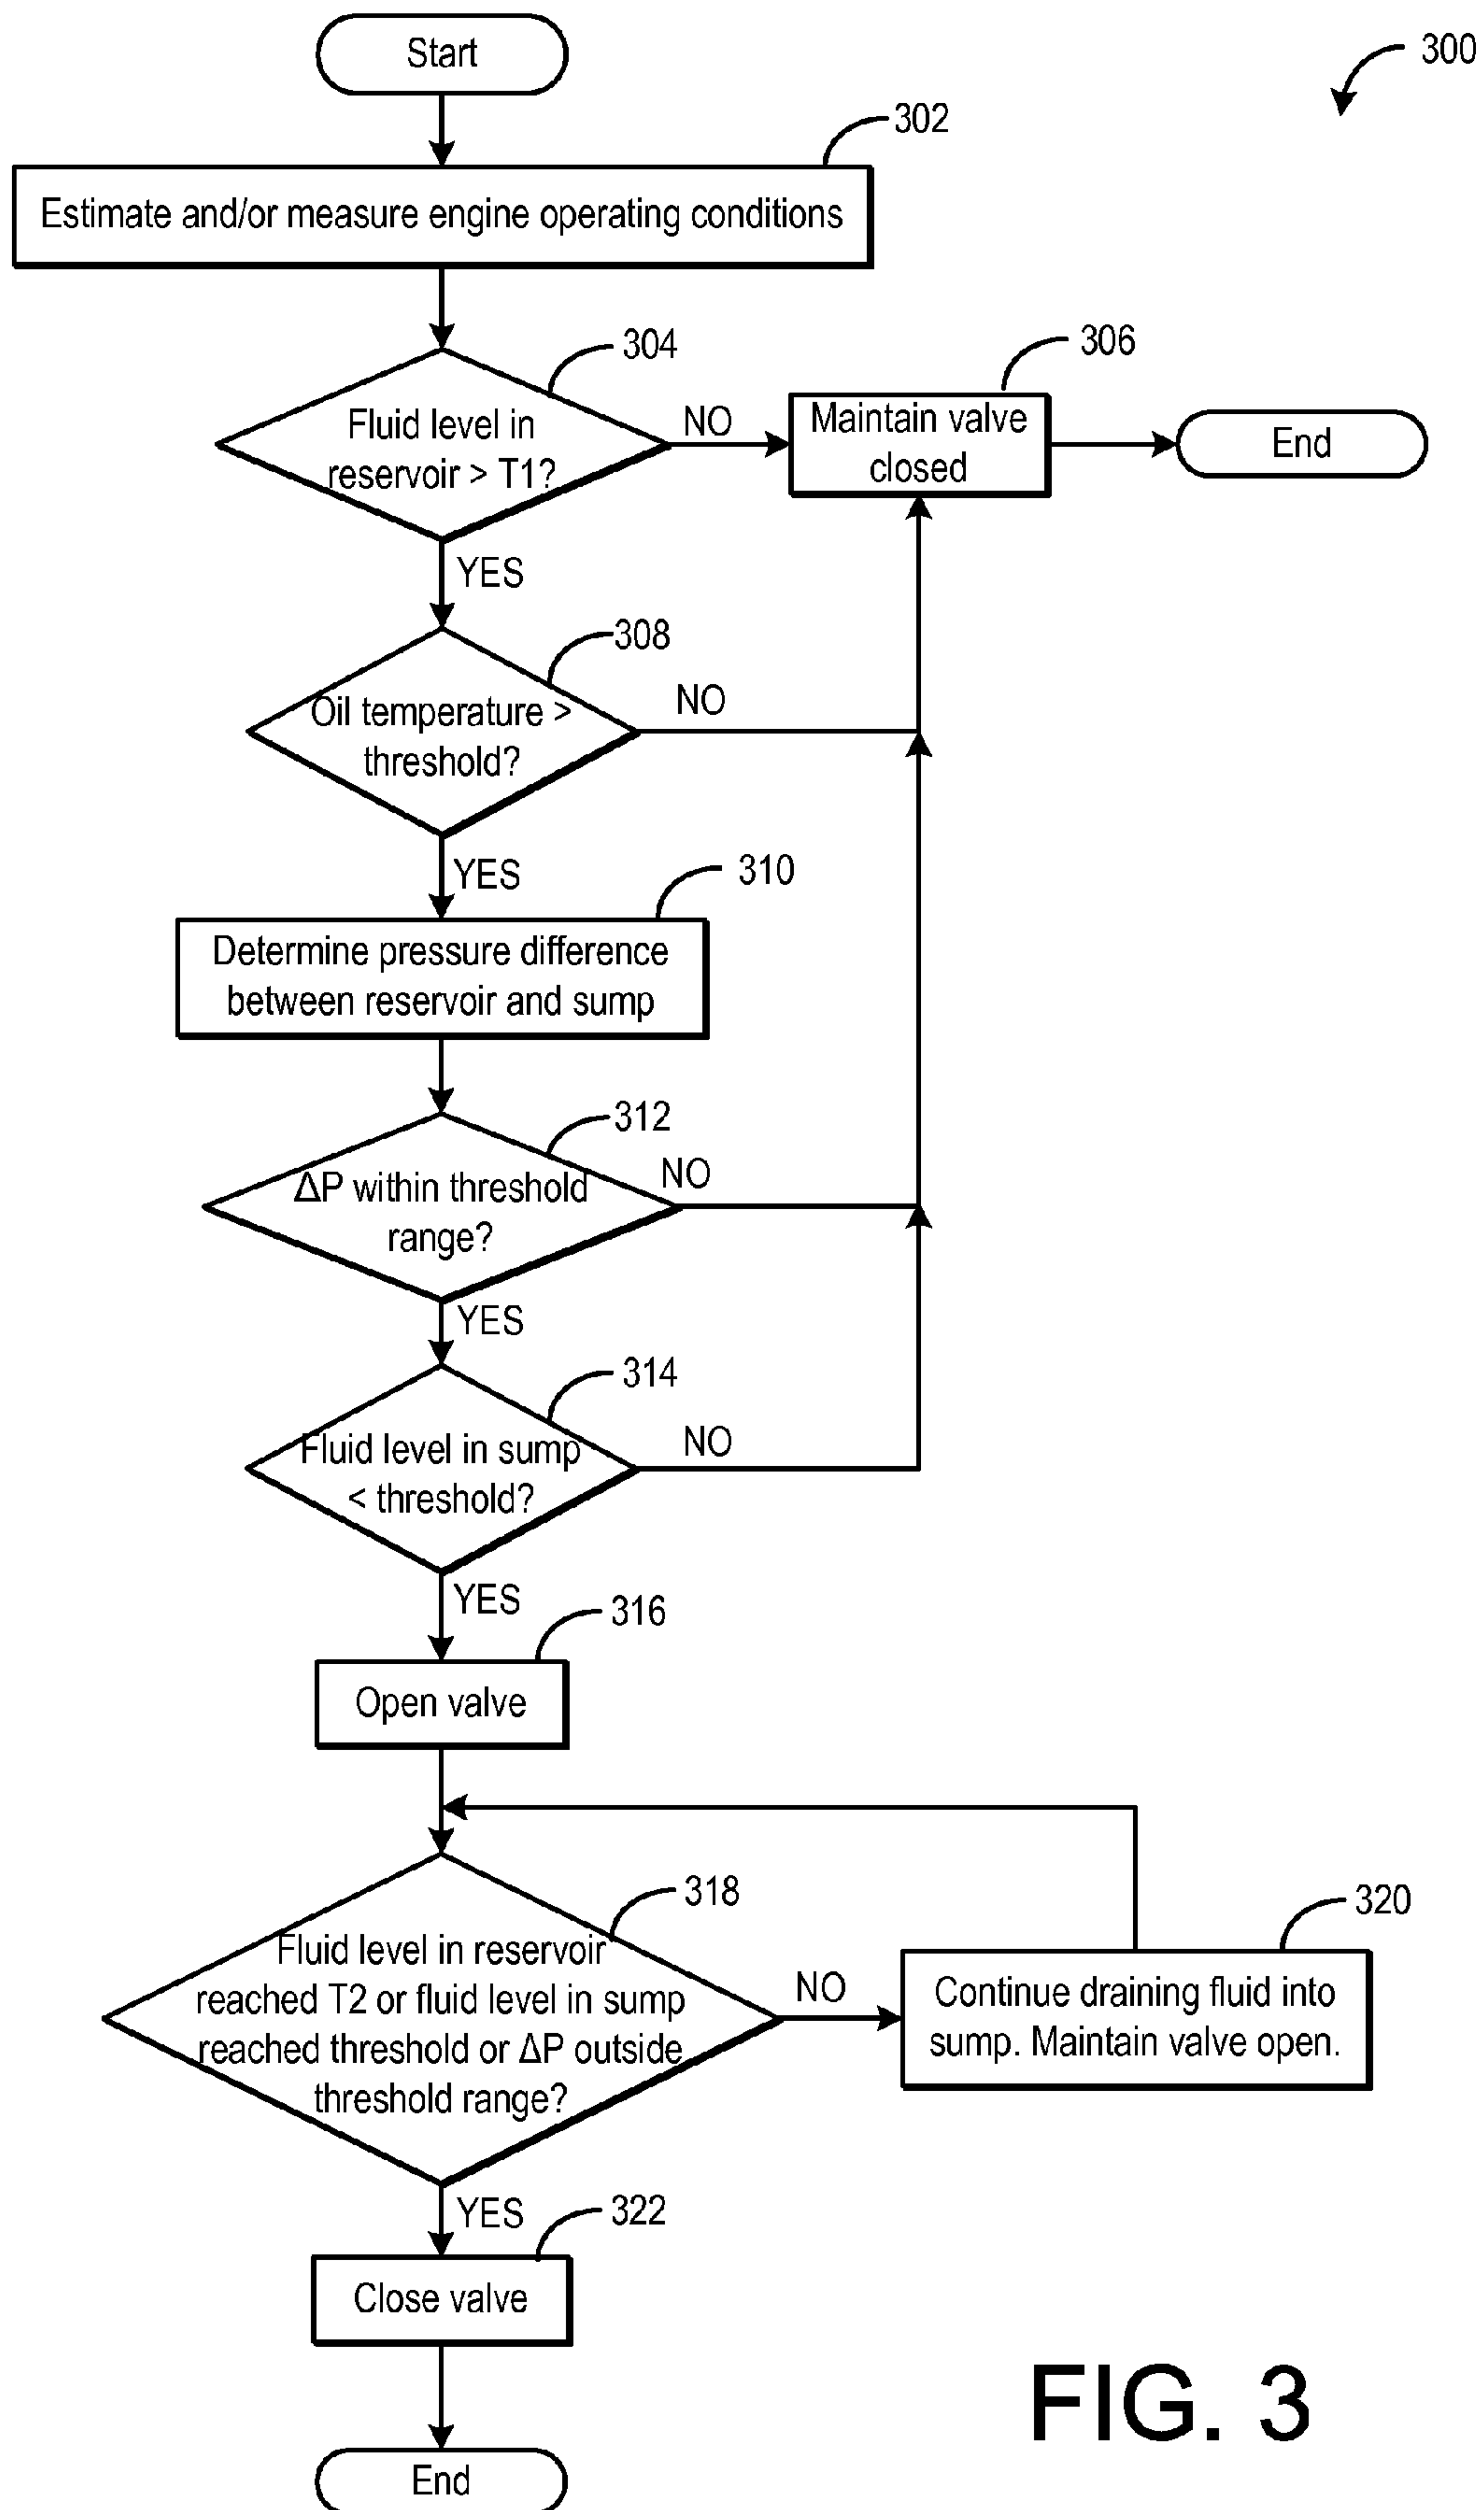 Start
300
302
Estimate and/or measure engine operating conditions
304
306
Fluid level in
reservoir > T1?
NO
Maintain valve
closed
End
YES
308
Oil temperature >
threshold?
NO
YES
310
Determine pressure difference
between reservoir and sump
312
ΔP within threshold
range?
NO
YES
314
Fluid level in sump
< threshold?
NO
YES
316
Open valve
318
Fluid level in reservoir
reached T2 or fluid level in sump
reached threshold or ΔP outside
threshold range?
NO
320
Continue draining fluid into
sump. Maintain valve open.
YES
322
Close valve
End
FIG. 3